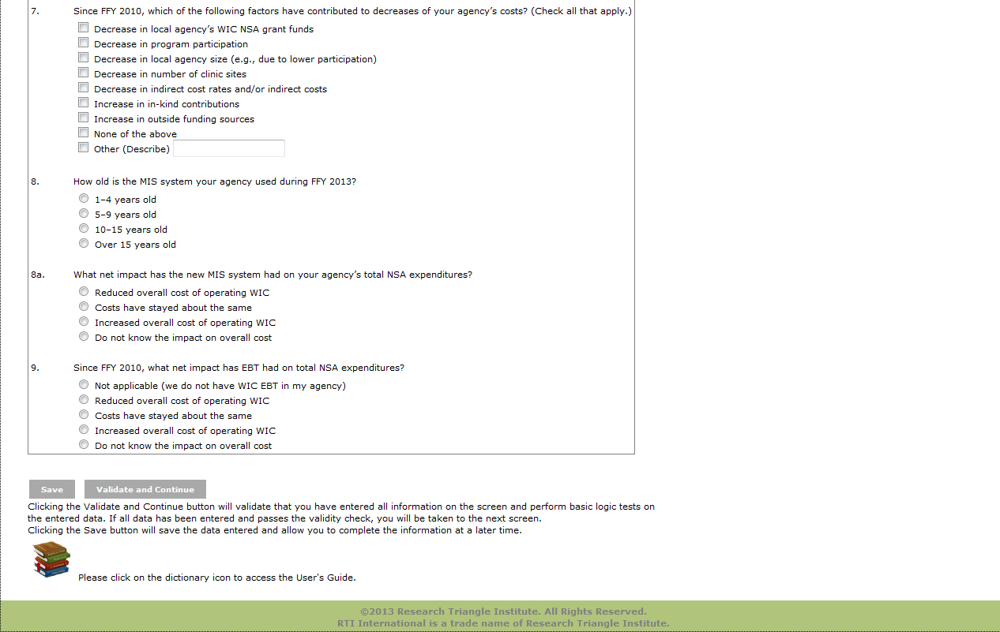 7. Since FFY 2010, which of the following factors have contributed to decreases of your agency's costs? (Check all that apply.)
Decrease in local agency's WIC NSA grant funds
Decrease in program participation
Decrease in local agency size (e.g., due to lower participation)
Decrease in number of clinic sites
Decrease in indirect cost rates and/or indirect costs
Increase in in-kind contributions
Increase in outside funding sources
None of the above
Other (Describe)
8. How old is the MIS system your agency used during FFY 2013?
1–4 years old
5–9 years old
10–15 years old
Over 15 years old
8a. What net impact has the new MIS system had on your agency's total NSA expenditures?
Reduced overall cost of operating WIC
Costs have stayed about the same
Increased overall cost of operating WIC
Do not know the impact on overall cost
9. Since FFY 2010, what net impact has EBT had on total NSA expenditures?
Not applicable (we do not have WIC EBT in my agency)
Reduced overall cost of operating WIC
Costs have stayed about the same
Increased overall cost of operating WIC
Do not know the impact on overall cost
Save Validate and Continue
Clicking the Validate and Continue button will validate that you have entered all information on the screen and perform basic logic tests on
the entered data. If all data has been entered and passes the validity check, you will be taken to the next screen.
Clicking the Save button will save the data entered and allow you to complete the information at a later time.
Please click on the dictionary icon to access the User's Guide.
©2013 Research Triangle Institute. All Rights Reserved.
RTI International is a trade name of Research Triangle Institute.